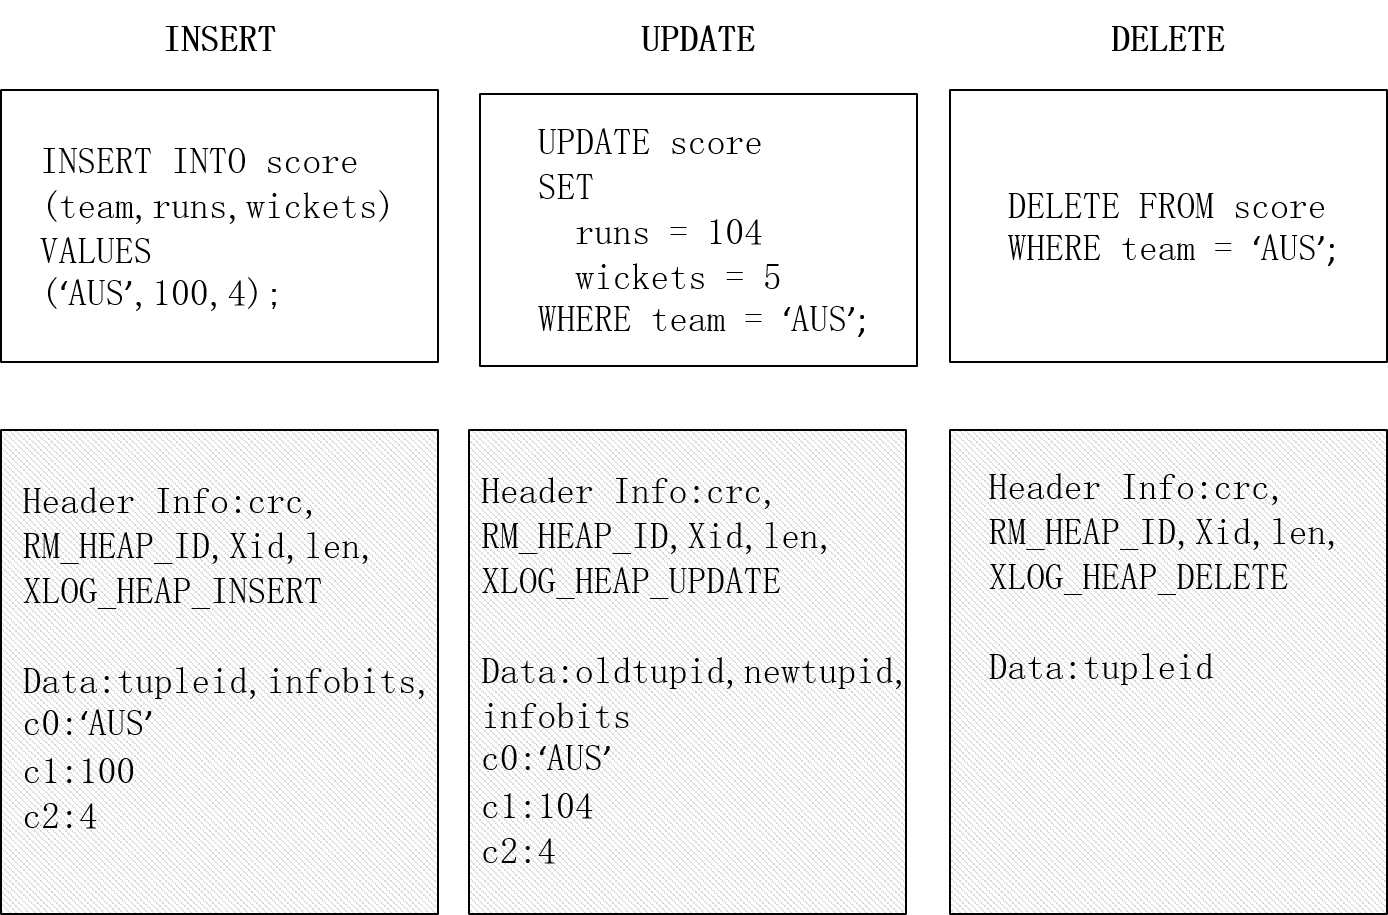 INSERT
UPDATE
DELETE
INSERT INTO score
(team,runs,wickets)
VALUES
(‘AUS’,100,4);
UPDATE score
SET
runs = 104
wickets = 5
WHERE team = ‘AUS’;
DELETE FROM score
WHERE team = ‘AUS’;
Header Info:crc,
RM_HEAP_ID,Xid,len,
XLOG_HEAP_INSERT
Data:tupleid,infobits,
c0:‘AUS’
c1:100
c2:4
Header Info:crc,
RM_HEAP_ID,Xid,len,
XLOG_HEAP_UPDATE
Data:oldtupid,newtupid,
infobits
c0:‘AUS’
c1:104
c2:4
Header Info:crc,
RM_HEAP_ID,Xid,len,
XLOG_HEAP_DELETE
Data:tupleid